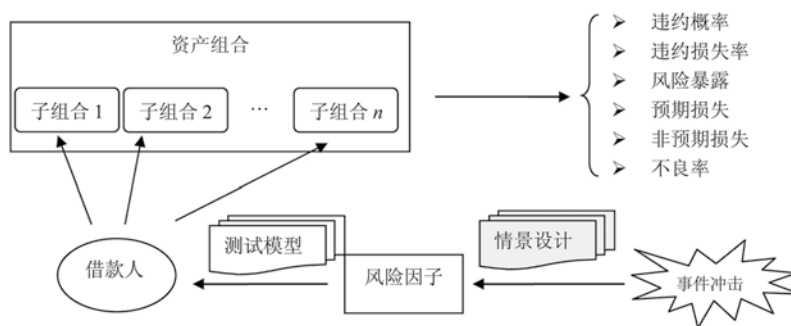 资产组合
子组合 1
子组合 2
…
子组合 n
➢ 违约概率
➢ 违约损失率
➢ 风险暴露
➢ 预期损失
➢ 非预期损失
➢ 不良率
借款人
测试模型
风险因子
情景设计
事件冲击